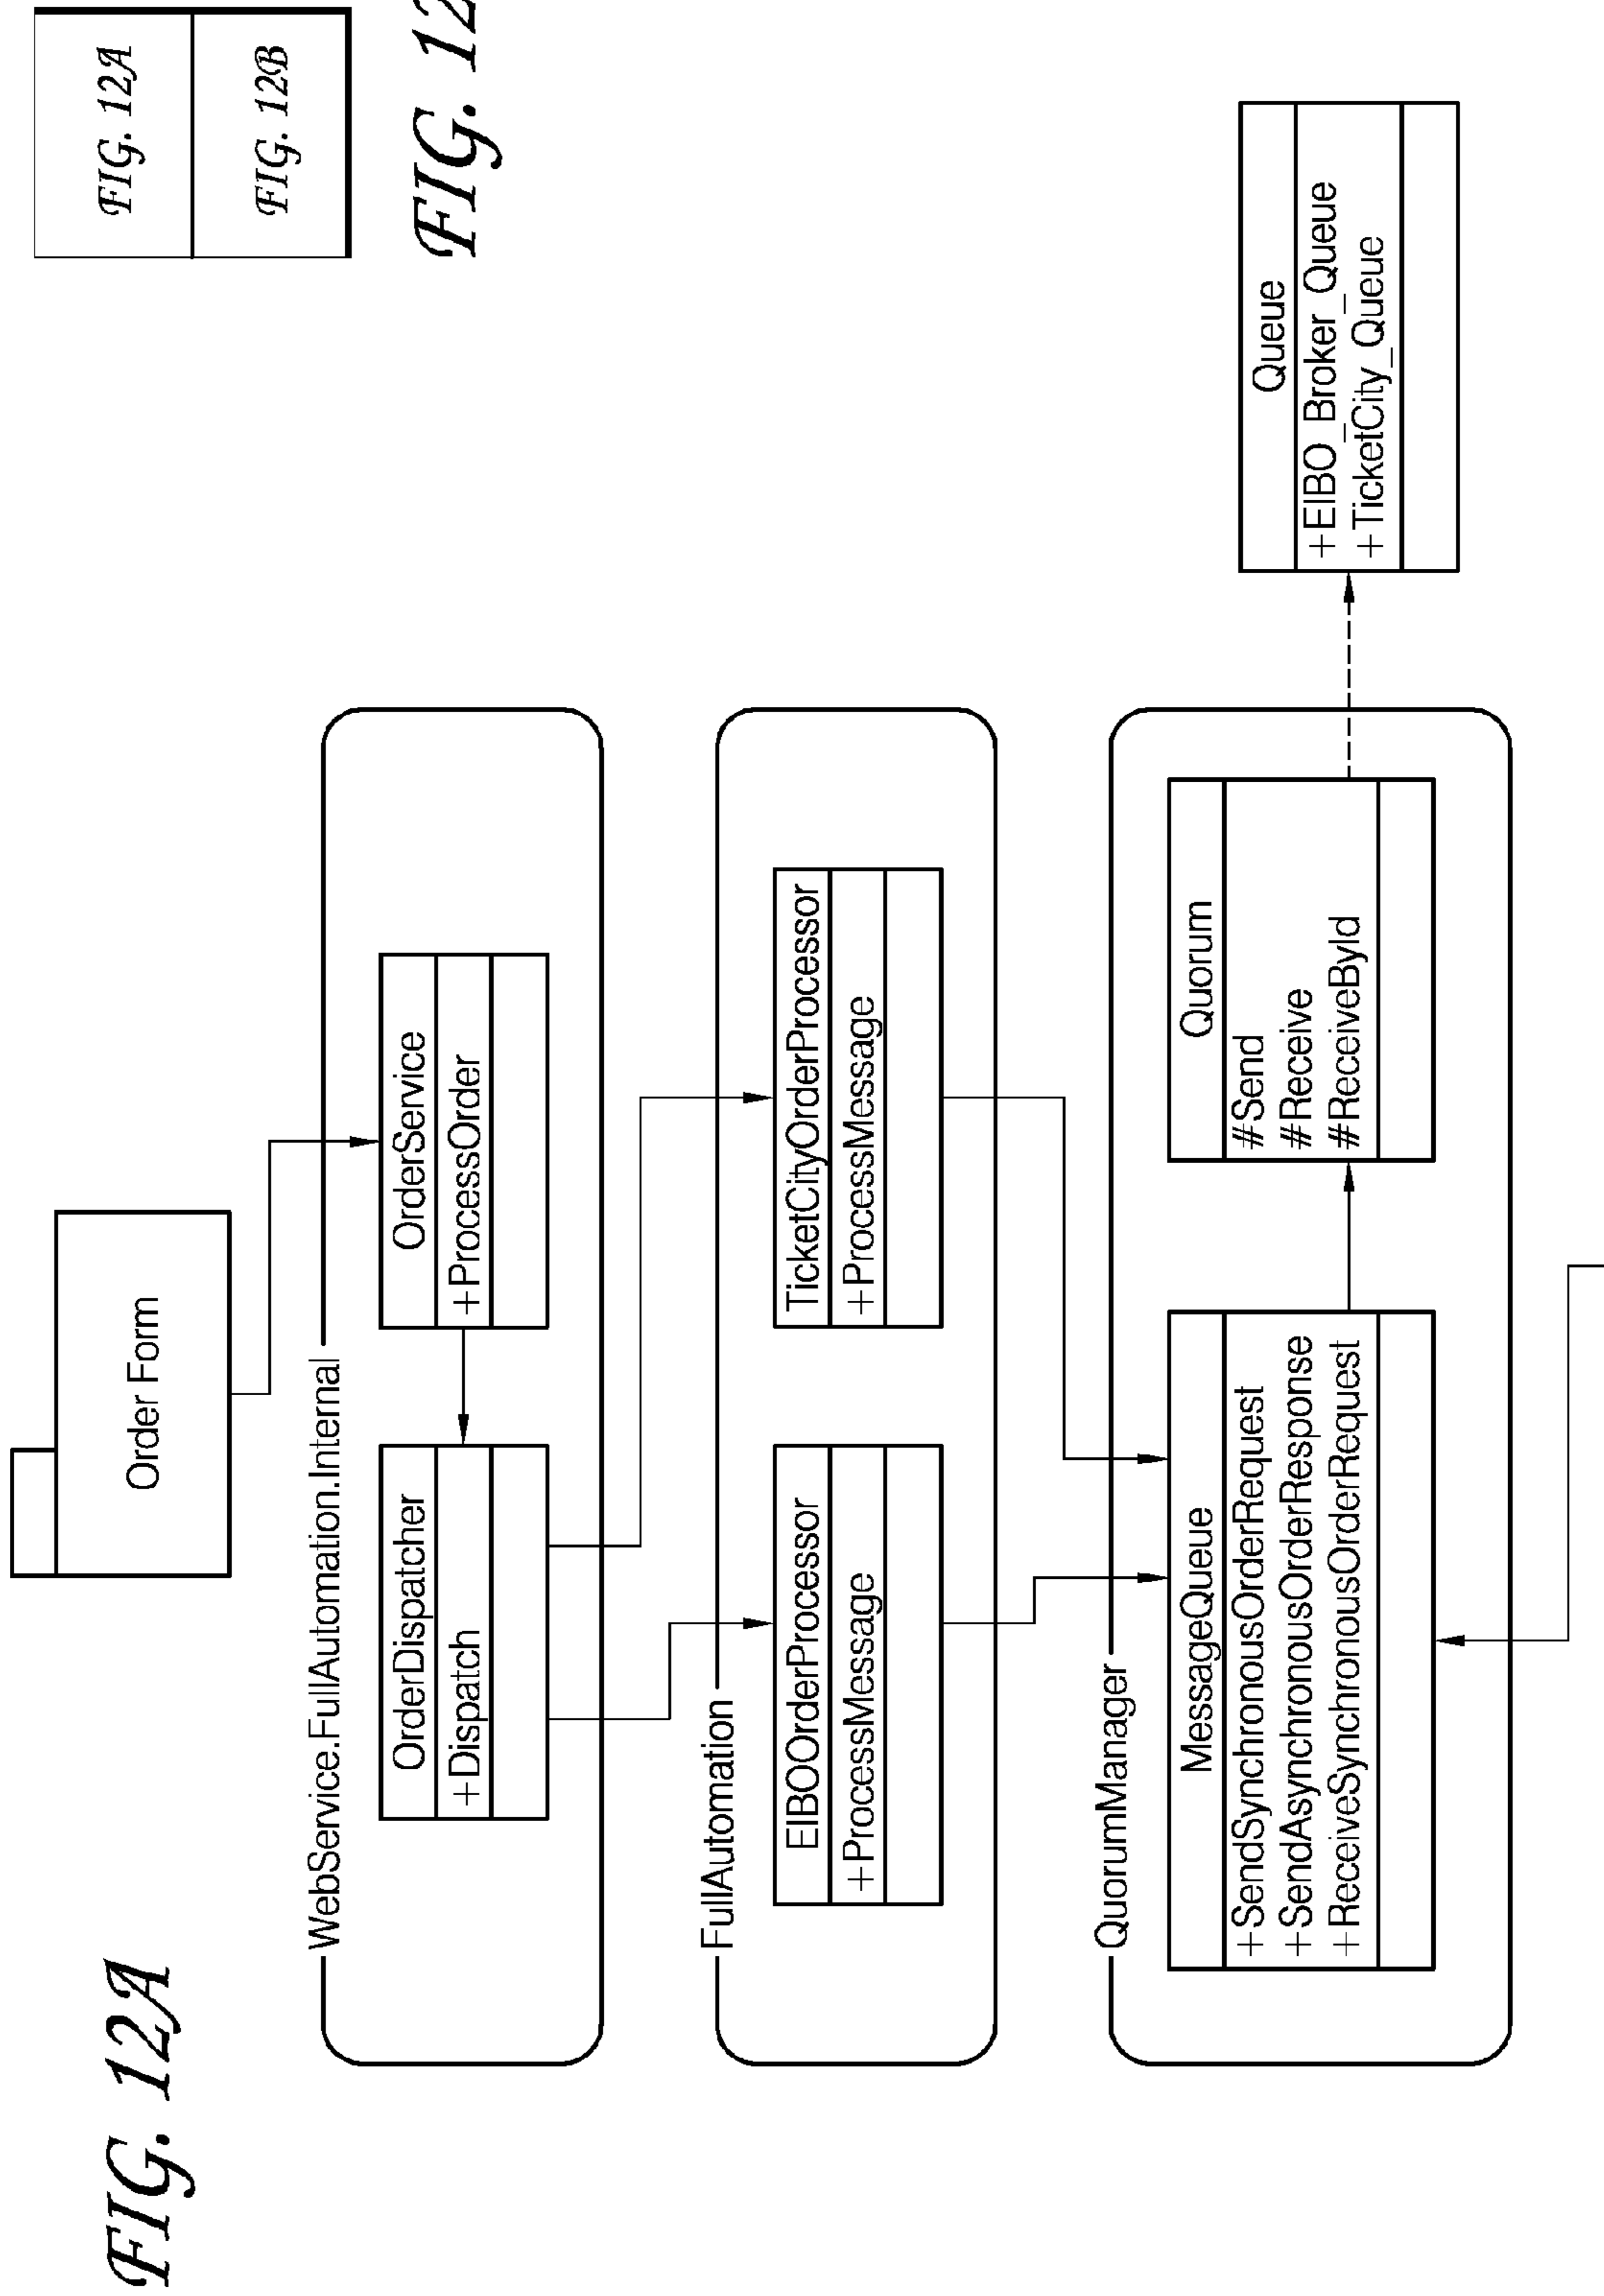 FIG. 12A
FIG. 12A
FIG. 12B
FIG. 12
Order Form
WebService.FullAutomation.Internal
OrderDispatcher
+Dispatch
OrderService
+ProcessOrder
FullAutomation
EIBOOrderProcessor
+ProcessMessage
TicketCityOrderProcessor
+ProcessMessage
QuorumManager
MessageQueue
+SendSynchronousOrderRequest
+SendAsynchronousOrderResponse
+ReceiveSynchronousOrderRequest
Quorum
#Send
#Receive
#ReceiveById
Queue
+EIBO_Broker_Queue
+TicketCity_Queue